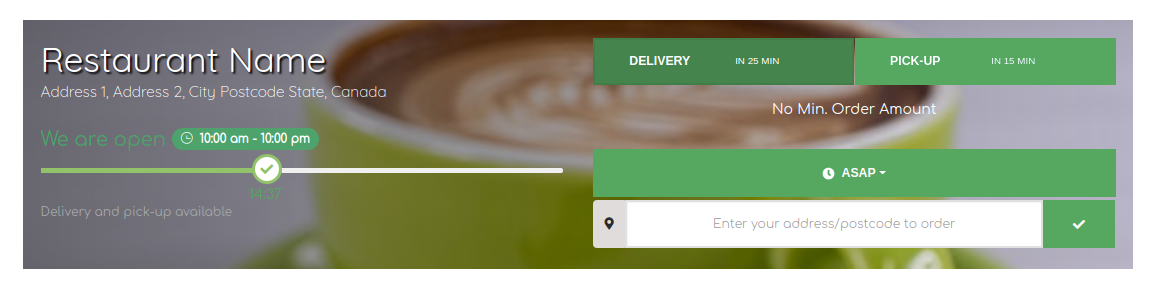 Restaurant Name
Address 1, Address 2, City Postcode State, Canada
We are open 10:00 am - 10:00 pm
14:37
Delivery and pick-up available
DELIVERY IN 25 MIN PICK-UP IN 15 MIN
No Min. Order Amount
ASAP
Enter your address/postcode to order